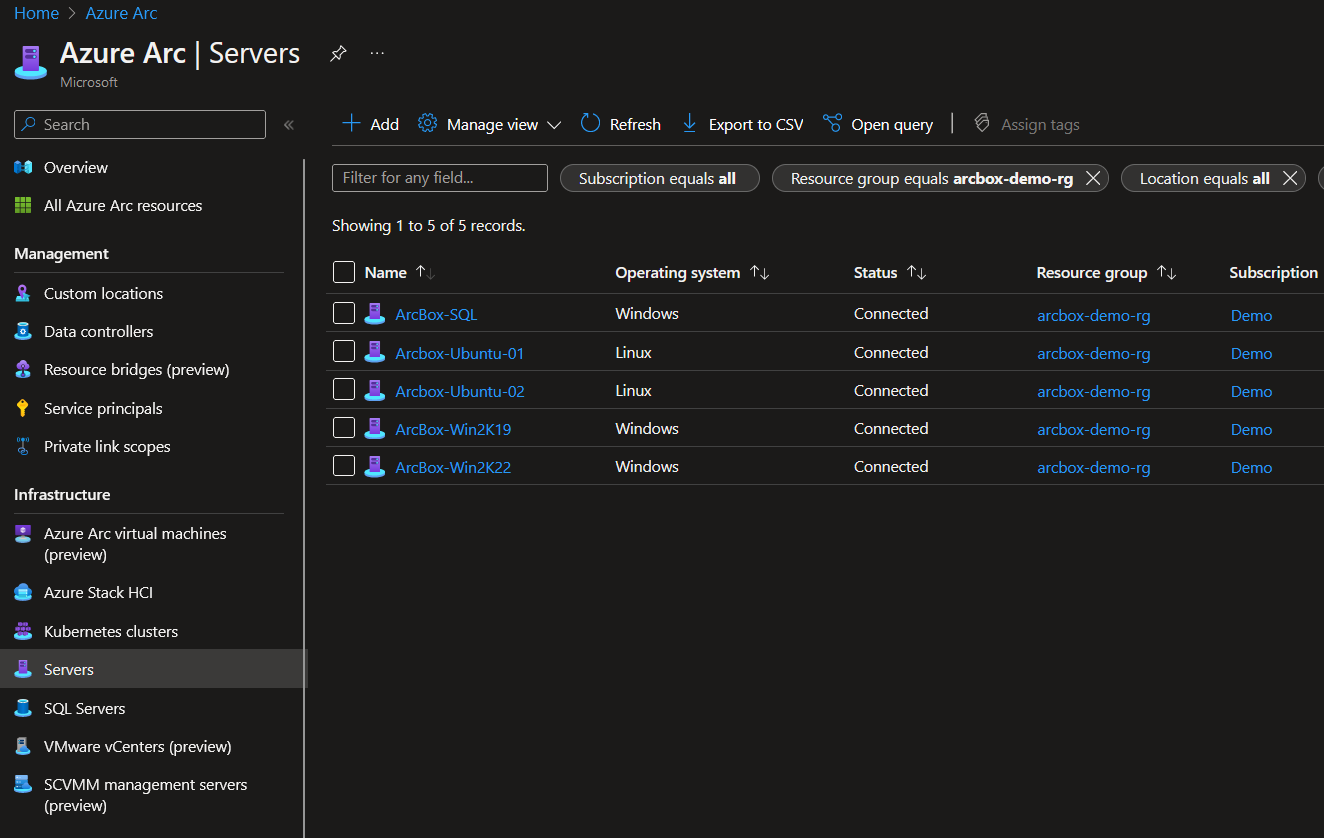 Home > Azure Arc
Azure Arc | Servers ...
Microsoft
Search «
Overview
All Azure Arc resources
Management
Custom locations
Data controllers
Resource bridges (preview)
Service principals
Private link scopes
Infrastructure
Azure Arc virtual machines
(preview)
Azure Stack HCI
Kubernetes clusters
Servers
SQL Servers
VMware vCenters (preview)
SCVMM management servers
(preview)
Add Manage view Refresh Export to CSV Open query | Assign tags
Filter for any field... Subscription equals all Resource group equals arcbox-demo-rg Location equals all
Showing 1 to 5 of 5 records.
Name Operating system Status Resource group Subscription
ArcBox-SQL Windows Connected arcbox-demo-rg Demo
Arcbox-Ubuntu-01 Linux Connected arcbox-demo-rg Demo
Arcbox-Ubuntu-02 Linux Connected arcbox-demo-rg Demo
ArcBox-Win2K19 Windows Connected arcbox-demo-rg Demo
ArcBox-Win2K22 Windows Connected arcbox-demo-rg Demo